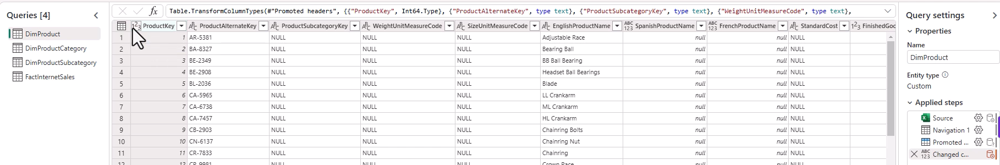 Queries [4]
DimProduct
DimProductCategory
DimProductSubcategory
FactInternetSales
fx Table.TransformColumnTypes(#"Promoted headers", {{"ProductKey", Int64.Type}, {"ProductAlternateKey", type text}, {"ProductSubcategoryKey", type text}, {"WeightUnitMeasureCode", type text},
ProductKey ProductAlternateKey ProductSubcategoryKey WeightUnitMeasureCode SizeUnitMeasureCode EnglishProductName SpanishProductName FrenchProductName StandardCost FinishedGoo
1 1 AR-5381 NULL NULL NULL Adjustable Race null null NULL
2 2 BA-8327 NULL NULL NULL Bearing Ball null null NULL
3 3 BE-2349 NULL NULL NULL BB Ball Bearing null null NULL
4 4 BE-2908 NULL NULL NULL Headset Ball Bearings null null NULL
5 5 BL-2036 NULL NULL NULL Blade null null NULL
6 6 CA-5965 NULL NULL NULL LL Crankarm null null NULL
7 7 CA-6738 NULL NULL NULL ML Crankarm null null NULL
8 8 CA-7457 NULL NULL NULL HL Crankarm null null NULL
9 9 CB-2903 NULL NULL NULL Chainring Bolts null null NULL
10 10 CN-6137 NULL NULL NULL Chainring Nut null null NULL
11 11 CR-7833 NULL NULL NULL Chainring null null NULL
12 12 CR-9981 NULL NULL NULL Crown Race null null NULL
Query settings
Properties
Name
DimProduct
Entity type
Custom
Applied steps
Source
Navigation 1
Promoted ...
Changed c...